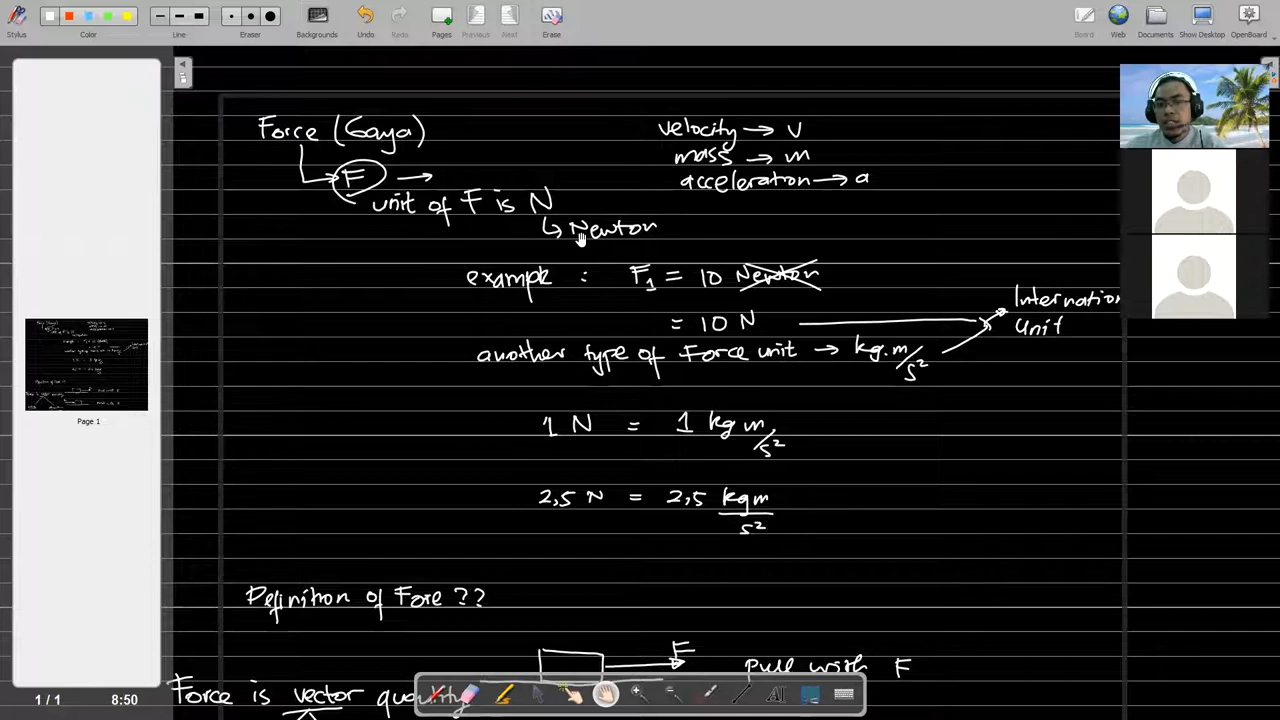 Stylus
Color
Eraser
Backgrounds
Undo
Redo
Pages
Previous
Next
Erase
Board
Web
Documents
Show Desktop
OpenBoard
Force (Gaya)
F →
unit of F is N
↳ Newton
velocity → v
mass → m
acceleration → a
example : F₁ = 10 Newton
= 10 N
Internation
Unit
another type of Force unit → kg.m/s²
1 N = 1 kg m/s²
2,5 N = 2,5 kgm/s²
Definition of Fore ??
F
pull with F
Force is vector quantity
Page 1
1 / 1
8:50